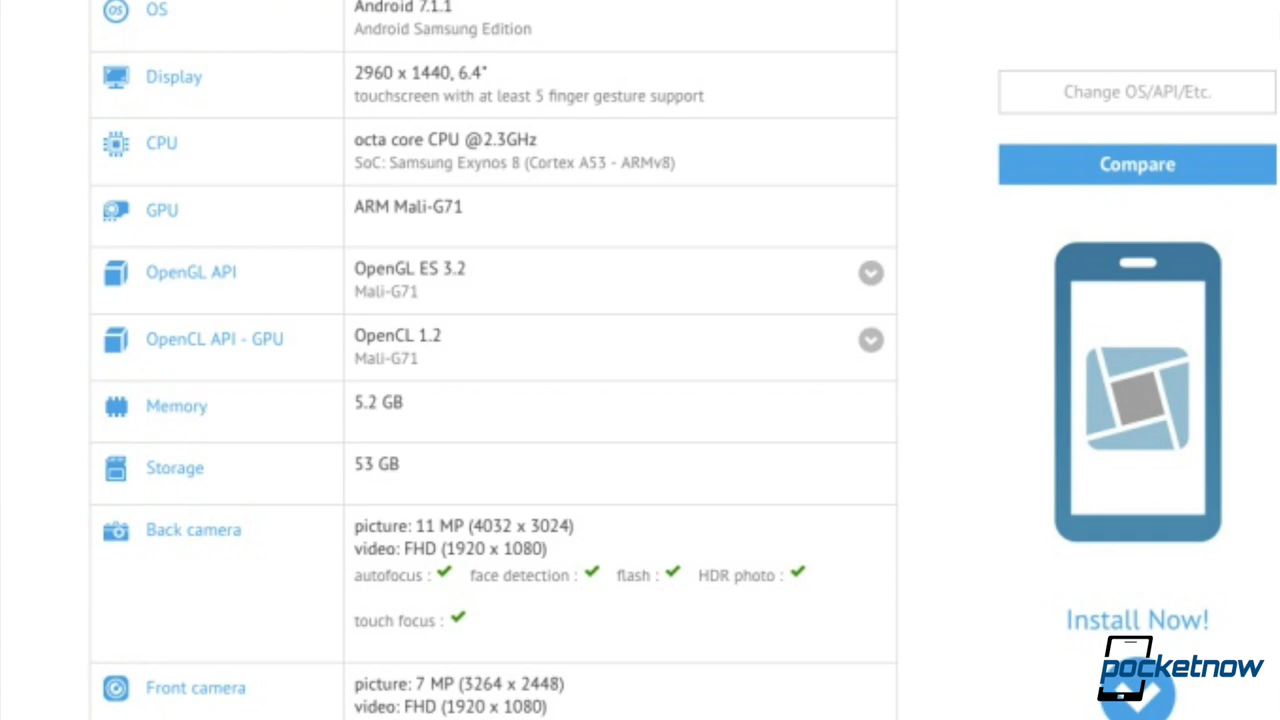 OS
Android 7.1.1
Android Samsung Edition
Display
2960 x 1440, 6.4"
touchscreen with at least 5 finger gesture support
CPU
octa core CPU @2.3GHz
SoC: Samsung Exynos 8 (Cortex A53 - ARMv8)
GPU
ARM Mali-G71
OpenGL API
OpenGL ES 3.2
Mali-G71
OpenCL API - GPU
OpenCL 1.2
Mali-G71
Memory
5.2 GB
Storage
53 GB
Back camera
picture: 11 MP (4032 x 3024)
video: FHD (1920 x 1080)
autofocus : face detection : flash : HDR photo :
touch focus :
Front camera
picture: 7 MP (3264 x 2448)
video: FHD (1920 x 1080)
Change OS/API/Etc.
Compare
Install Now!
pocketnow